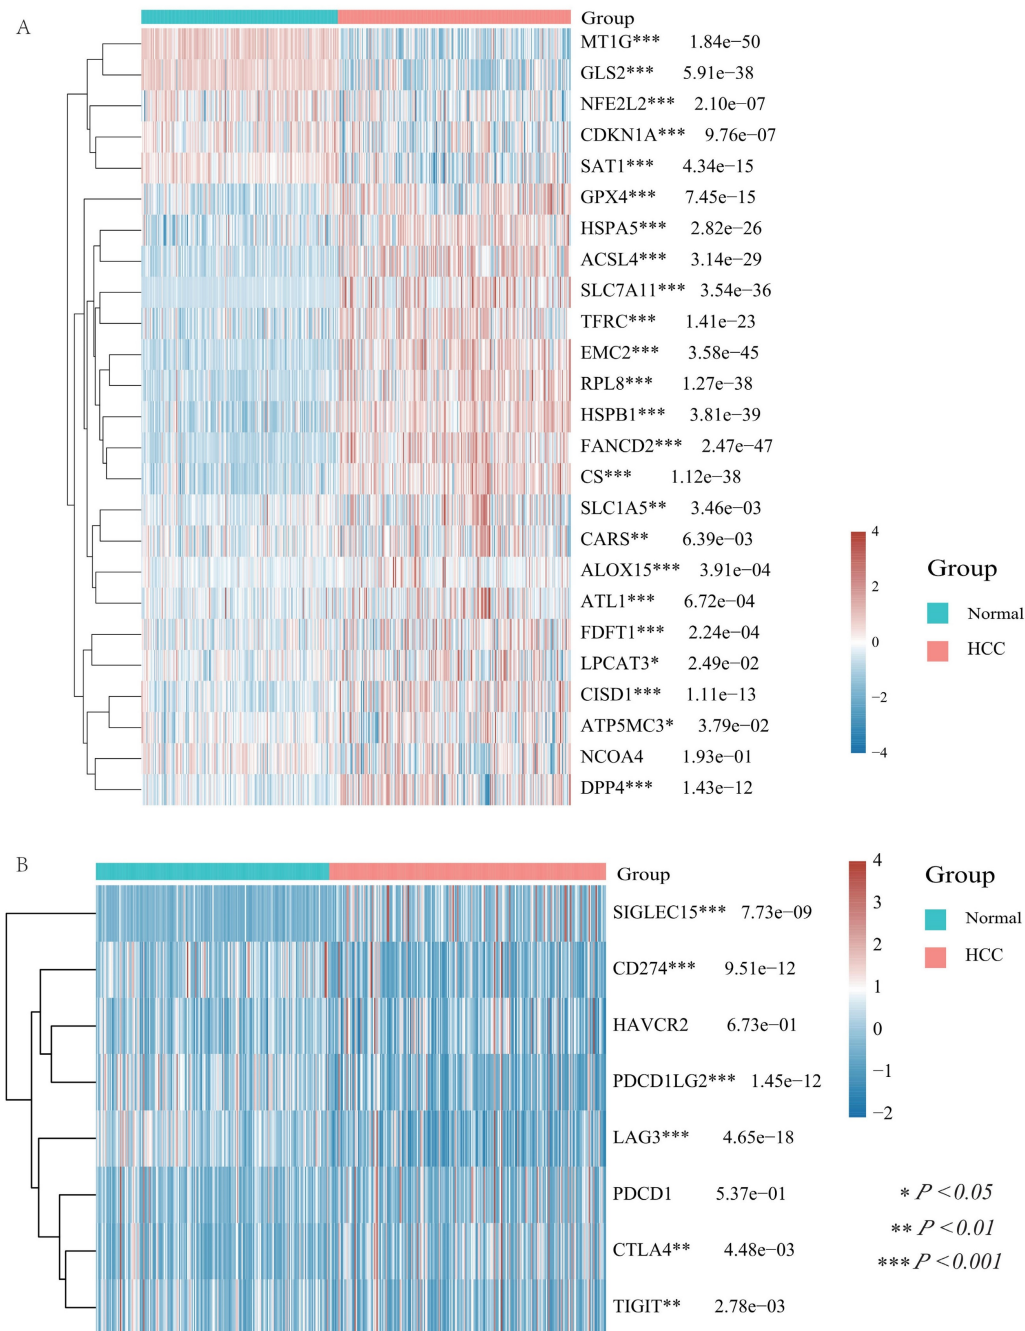 A
Group
MT1G*** 1.84e−50
GLS2*** 5.91e−38
NFE2L2*** 2.10e−07
CDKN1A*** 9.76e−07
SAT1*** 4.34e−15
GPX4*** 7.45e−15
HSPA5*** 2.82e−26
ACSL4*** 3.14e−29
SLC7A11*** 3.54e−36
TFRC*** 1.41e−23
EMC2*** 3.58e−45
RPL8*** 1.27e−38
HSPB1*** 3.81e−39
FANCD2*** 2.47e−47
CS*** 1.12e−38
SLC1A5** 3.46e−03
CARS** 6.39e−03
ALOX15*** 3.91e−04
ATL1*** 6.72e−04
FDFT1*** 2.24e−04
LPCAT3* 2.49e−02
CISD1*** 1.11e−13
ATP5MC3* 3.79e−02
NCOA4 1.93e−01
DPP4*** 1.43e−12
4
2
0
−2
−4
Group
Normal
HCC
B
Group
SIGLEC15*** 7.73e−09
CD274*** 9.51e−12
HAVCR2 6.73e−01
PDCD1LG2*** 1.45e−12
LAG3*** 4.65e−18
PDCD1 5.37e−01
CTLA4** 4.48e−03
TIGIT** 2.78e−03
4
3
2
1
0
−1
−2
Group
Normal
HCC
* P<0.05
** P<0.01
*** P<0.001